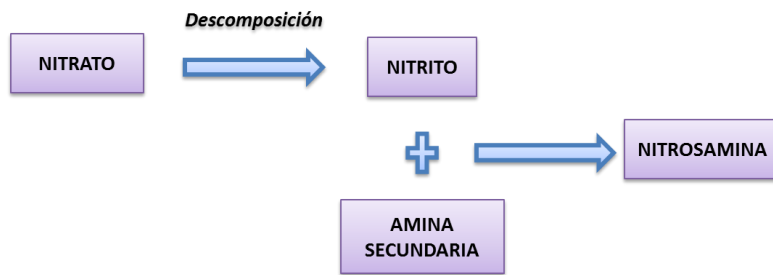 Descomposición
NITRATO
NITRITO
NITROSAMINA
AMINA
SECUNDARIA